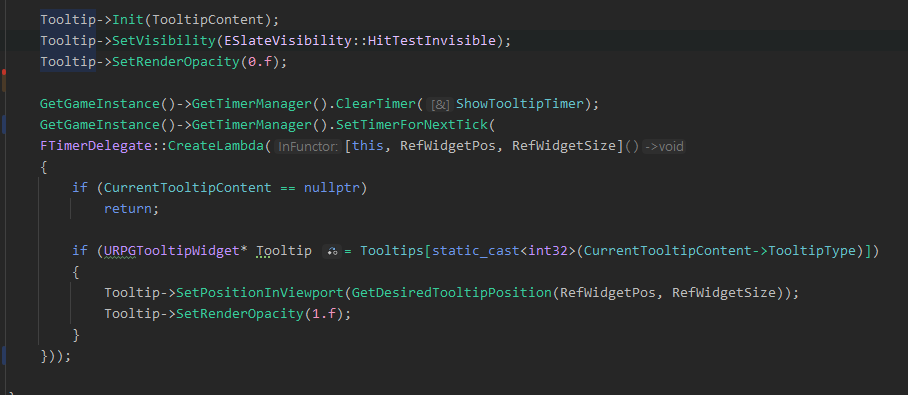 Tooltip->Init(TooltipContent);
Tooltip->SetVisibility(ESlateVisibility::HitTestInvisible);
Tooltip->SetRenderOpacity(0.f);
GetGameInstance()->GetTimerManager().ClearTimer([&]ShowTooltipTimer);
GetGameInstance()->GetTimerManager().SetTimerForNextTick(
FTimerDelegate::CreateLambda(InFunctor:[this, RefWidgetPos, RefWidgetSize]()->void
{
if (CurrentTooltipContent == nullptr)
return;
if (URPGTooltipWidget* Tooltip = Tooltips[static_cast<int32>(CurrentTooltipContent->TooltipType)])
{
Tooltip->SetPositionInViewport(GetDesiredTooltipPosition(RefWidgetPos, RefWidgetSize));
Tooltip->SetRenderOpacity(1.f);
}
}));